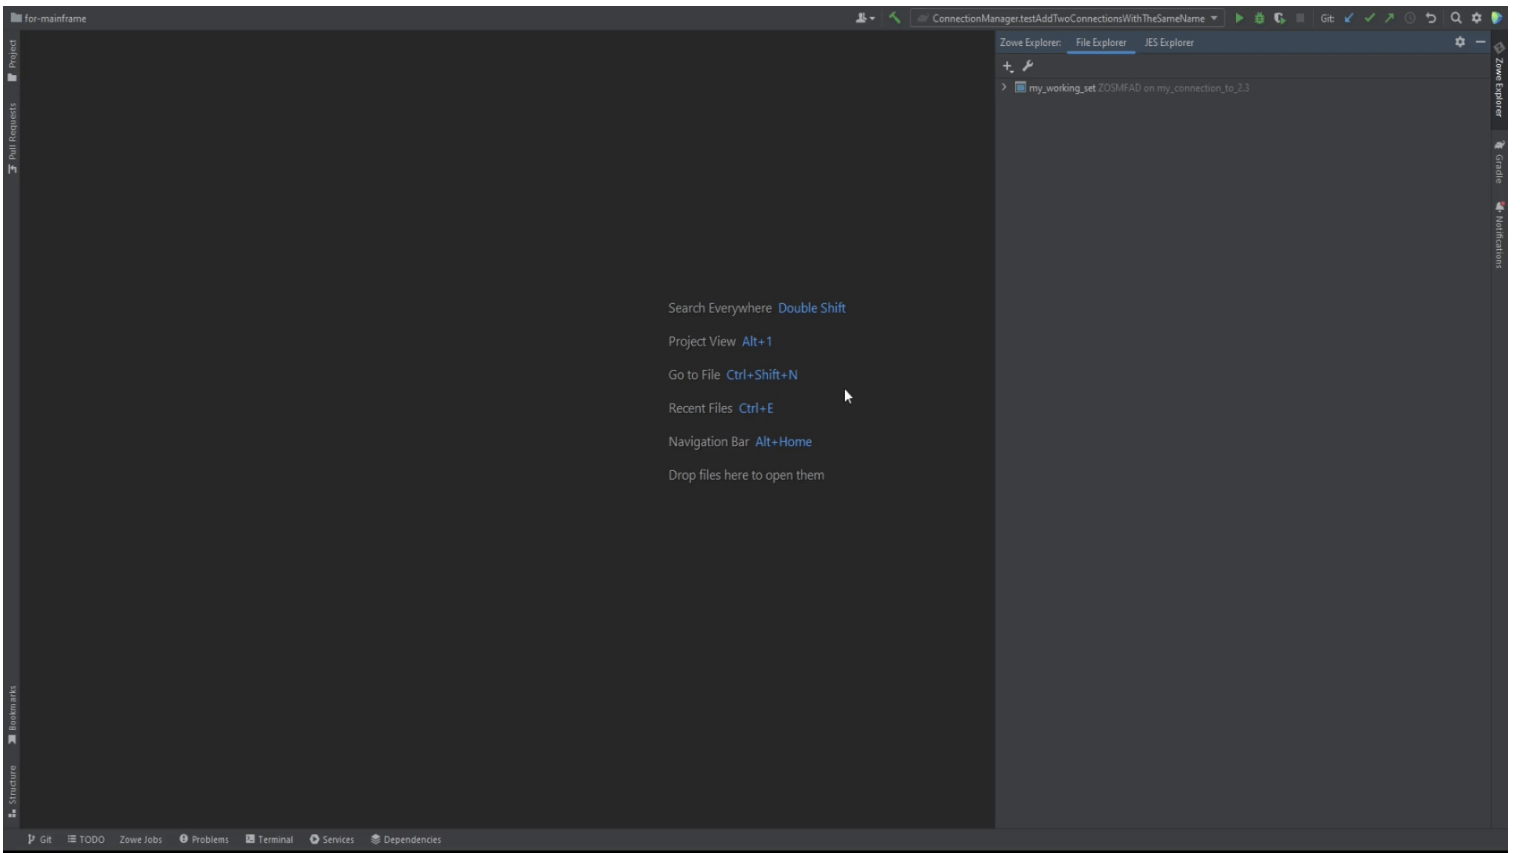 for-mainframe
ConnectionManager.testAddTwoConnectionsWithTheSameName
Git:
Project
Pull Requests
Bookmarks
Structure
Zowe Explorer: File Explorer JES Explorer
my_working_set ZOSMFAD on my_connection_to_2.3
Zowe Explorer
Gradle
Notifications
Search Everywhere Double Shift
Project View Alt+1
Go to File Ctrl+Shift+N
Recent Files Ctrl+E
Navigation Bar Alt+Home
Drop files here to open them
Git TODO Zowe Jobs Problems Terminal Services Dependencies